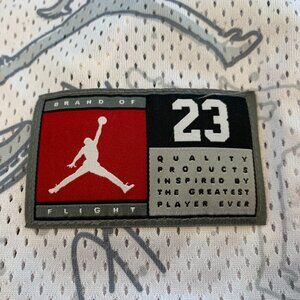 BRAND OF
FLIGHT
23
QUALITY
PRODUCTS
INSPIRED BY
THE GREATEST
PLAYER EVER